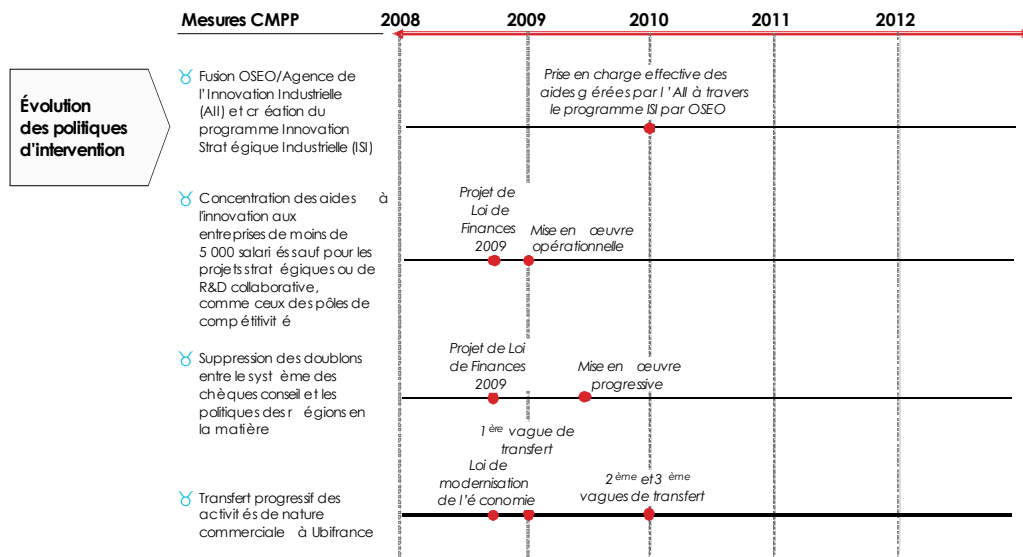 Mesures CMPP 2008 2009 2010 2011 2012
Évolution
des politiques
d'intervention
Fusion OSEO/Agence de
l'Innovation Industrielle
(AII) et cr éation du
programme Innovation
Strat égique Industrielle (ISI)
Prise en charge effective des
aides g érées par l'AII à travers
le programme ISI par OSEO
Concentration des aides à
l'innovation aux
entreprises de moins de
5 000 salari és sauf pour les
projets strat égiques ou de
R&D collaborative,
comme ceux des pôles de
comp étitivit é
Projet de
Loi de
Finances
2009
Mise en œuvre
opérationnelle
Suppression des doublons
entre le syst ème des
chèques conseil et les
politiques des r égions en
la matière
Projet de Loi
de Finances
2009
Mise en œuvre
progressive
Transfert progressif des
activit és de nature
commerciale à Ubifrance
1 ère vague de
transfert
Loi de
modernisation
de l'é conomie
2 ème et 3 ème
vagues de transfert